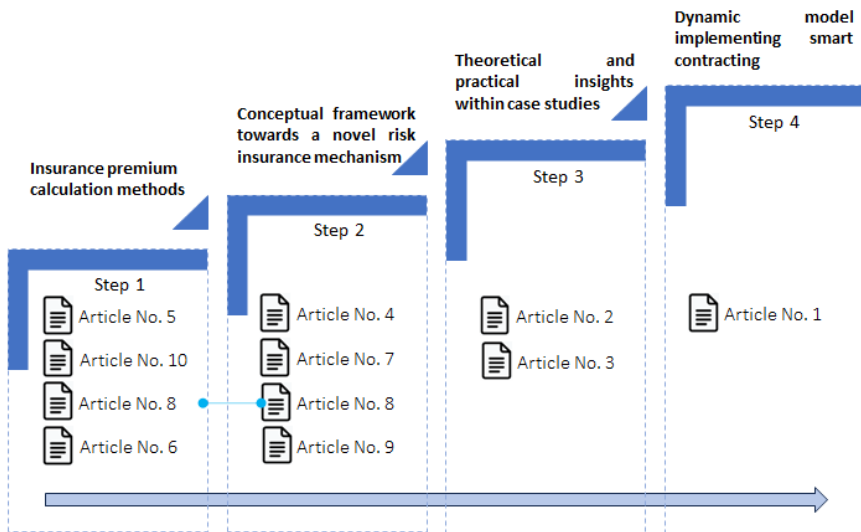 Insurance premium
calculation methods
Step 1
Article No. 5
Article No. 10
Article No. 8
Article No. 6
Conceptual framework
towards a novel risk
insurance mechanism
Step 2
Article No. 4
Article No. 7
Article No. 8
Article No. 9
Theoretical and
practical insights
within case studies
Step 3
Article No. 2
Article No. 3
Dynamic model
implementing smart
contracting
Step 4
Article No. 1